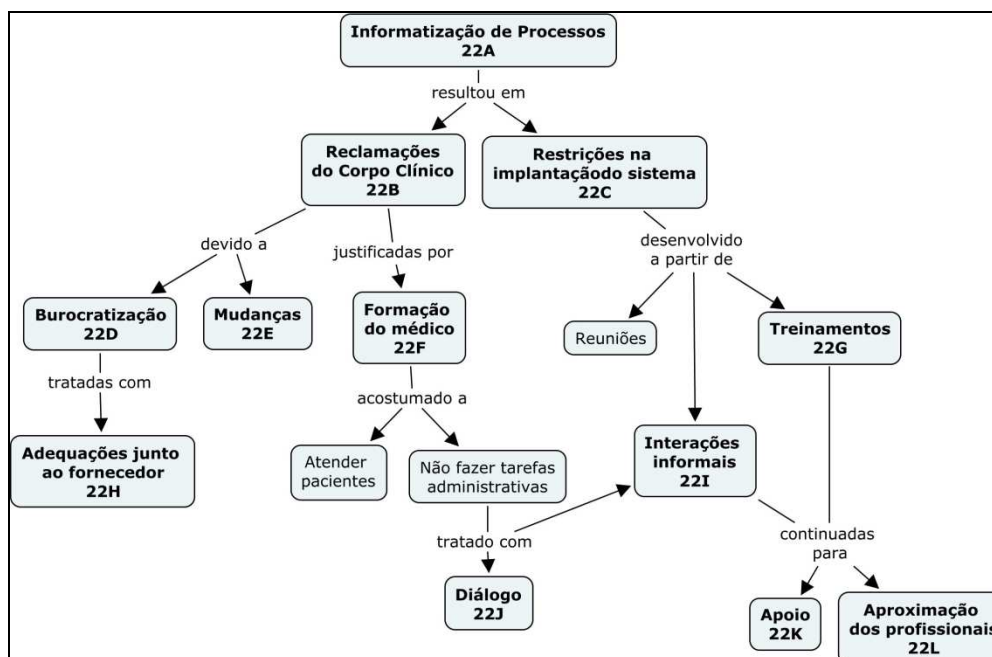 Informatização de Processos
22A
resultou em
Reclamações
do Corpo Clínico
22B
Restrições na
implantaçãodo sistema
22C
devido a
justificadas por
desenvolvido
a partir de
Burocratização
22D
Mudanças
22E
Formação
do médico
22F
Reuniões
Treinamentos
22G
tratadas com
acostumado a
Adequações junto
ao fornecedor
22H
Atender
pacientes
Não fazer tarefas
administrativas
Interações
informais
22I
tratado com
continuadas
para
Diálogo
22J
Apoio
22K
Aproximação
dos profissionais
22L